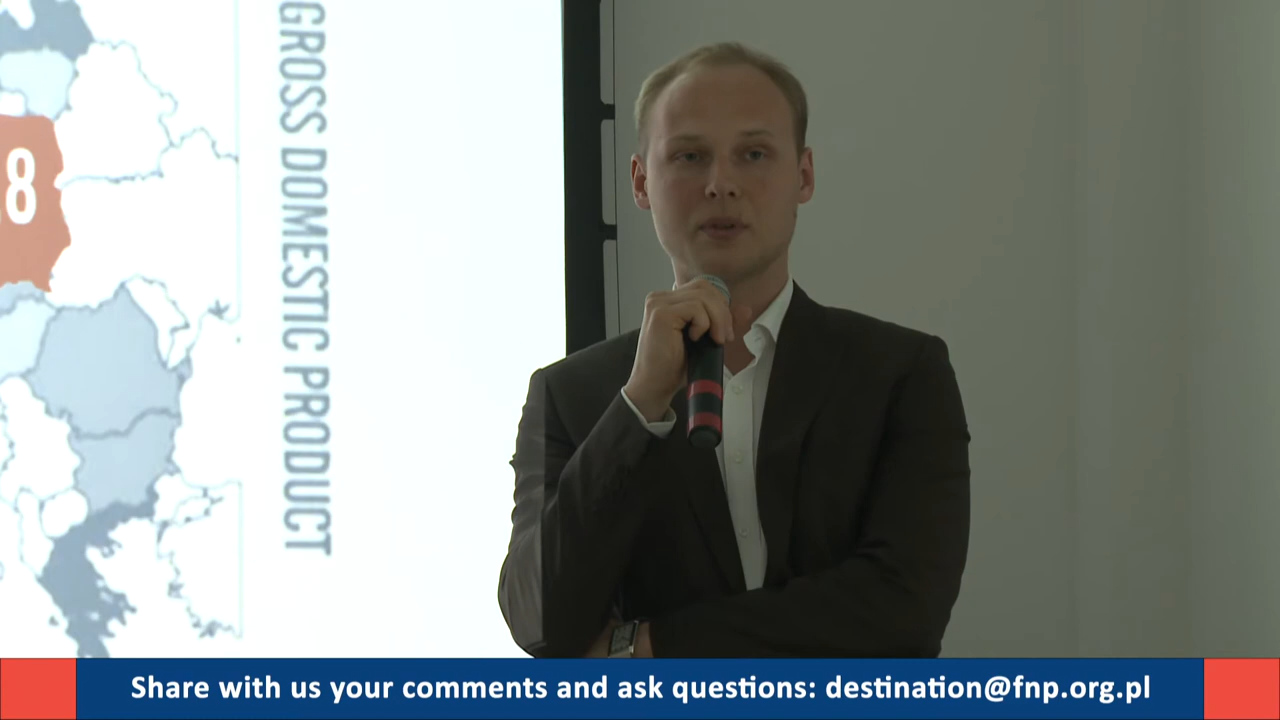 GROSS DOMESTIC PRODUCT
8
Share with us your comments and ask questions: destination@fnp.org.pl